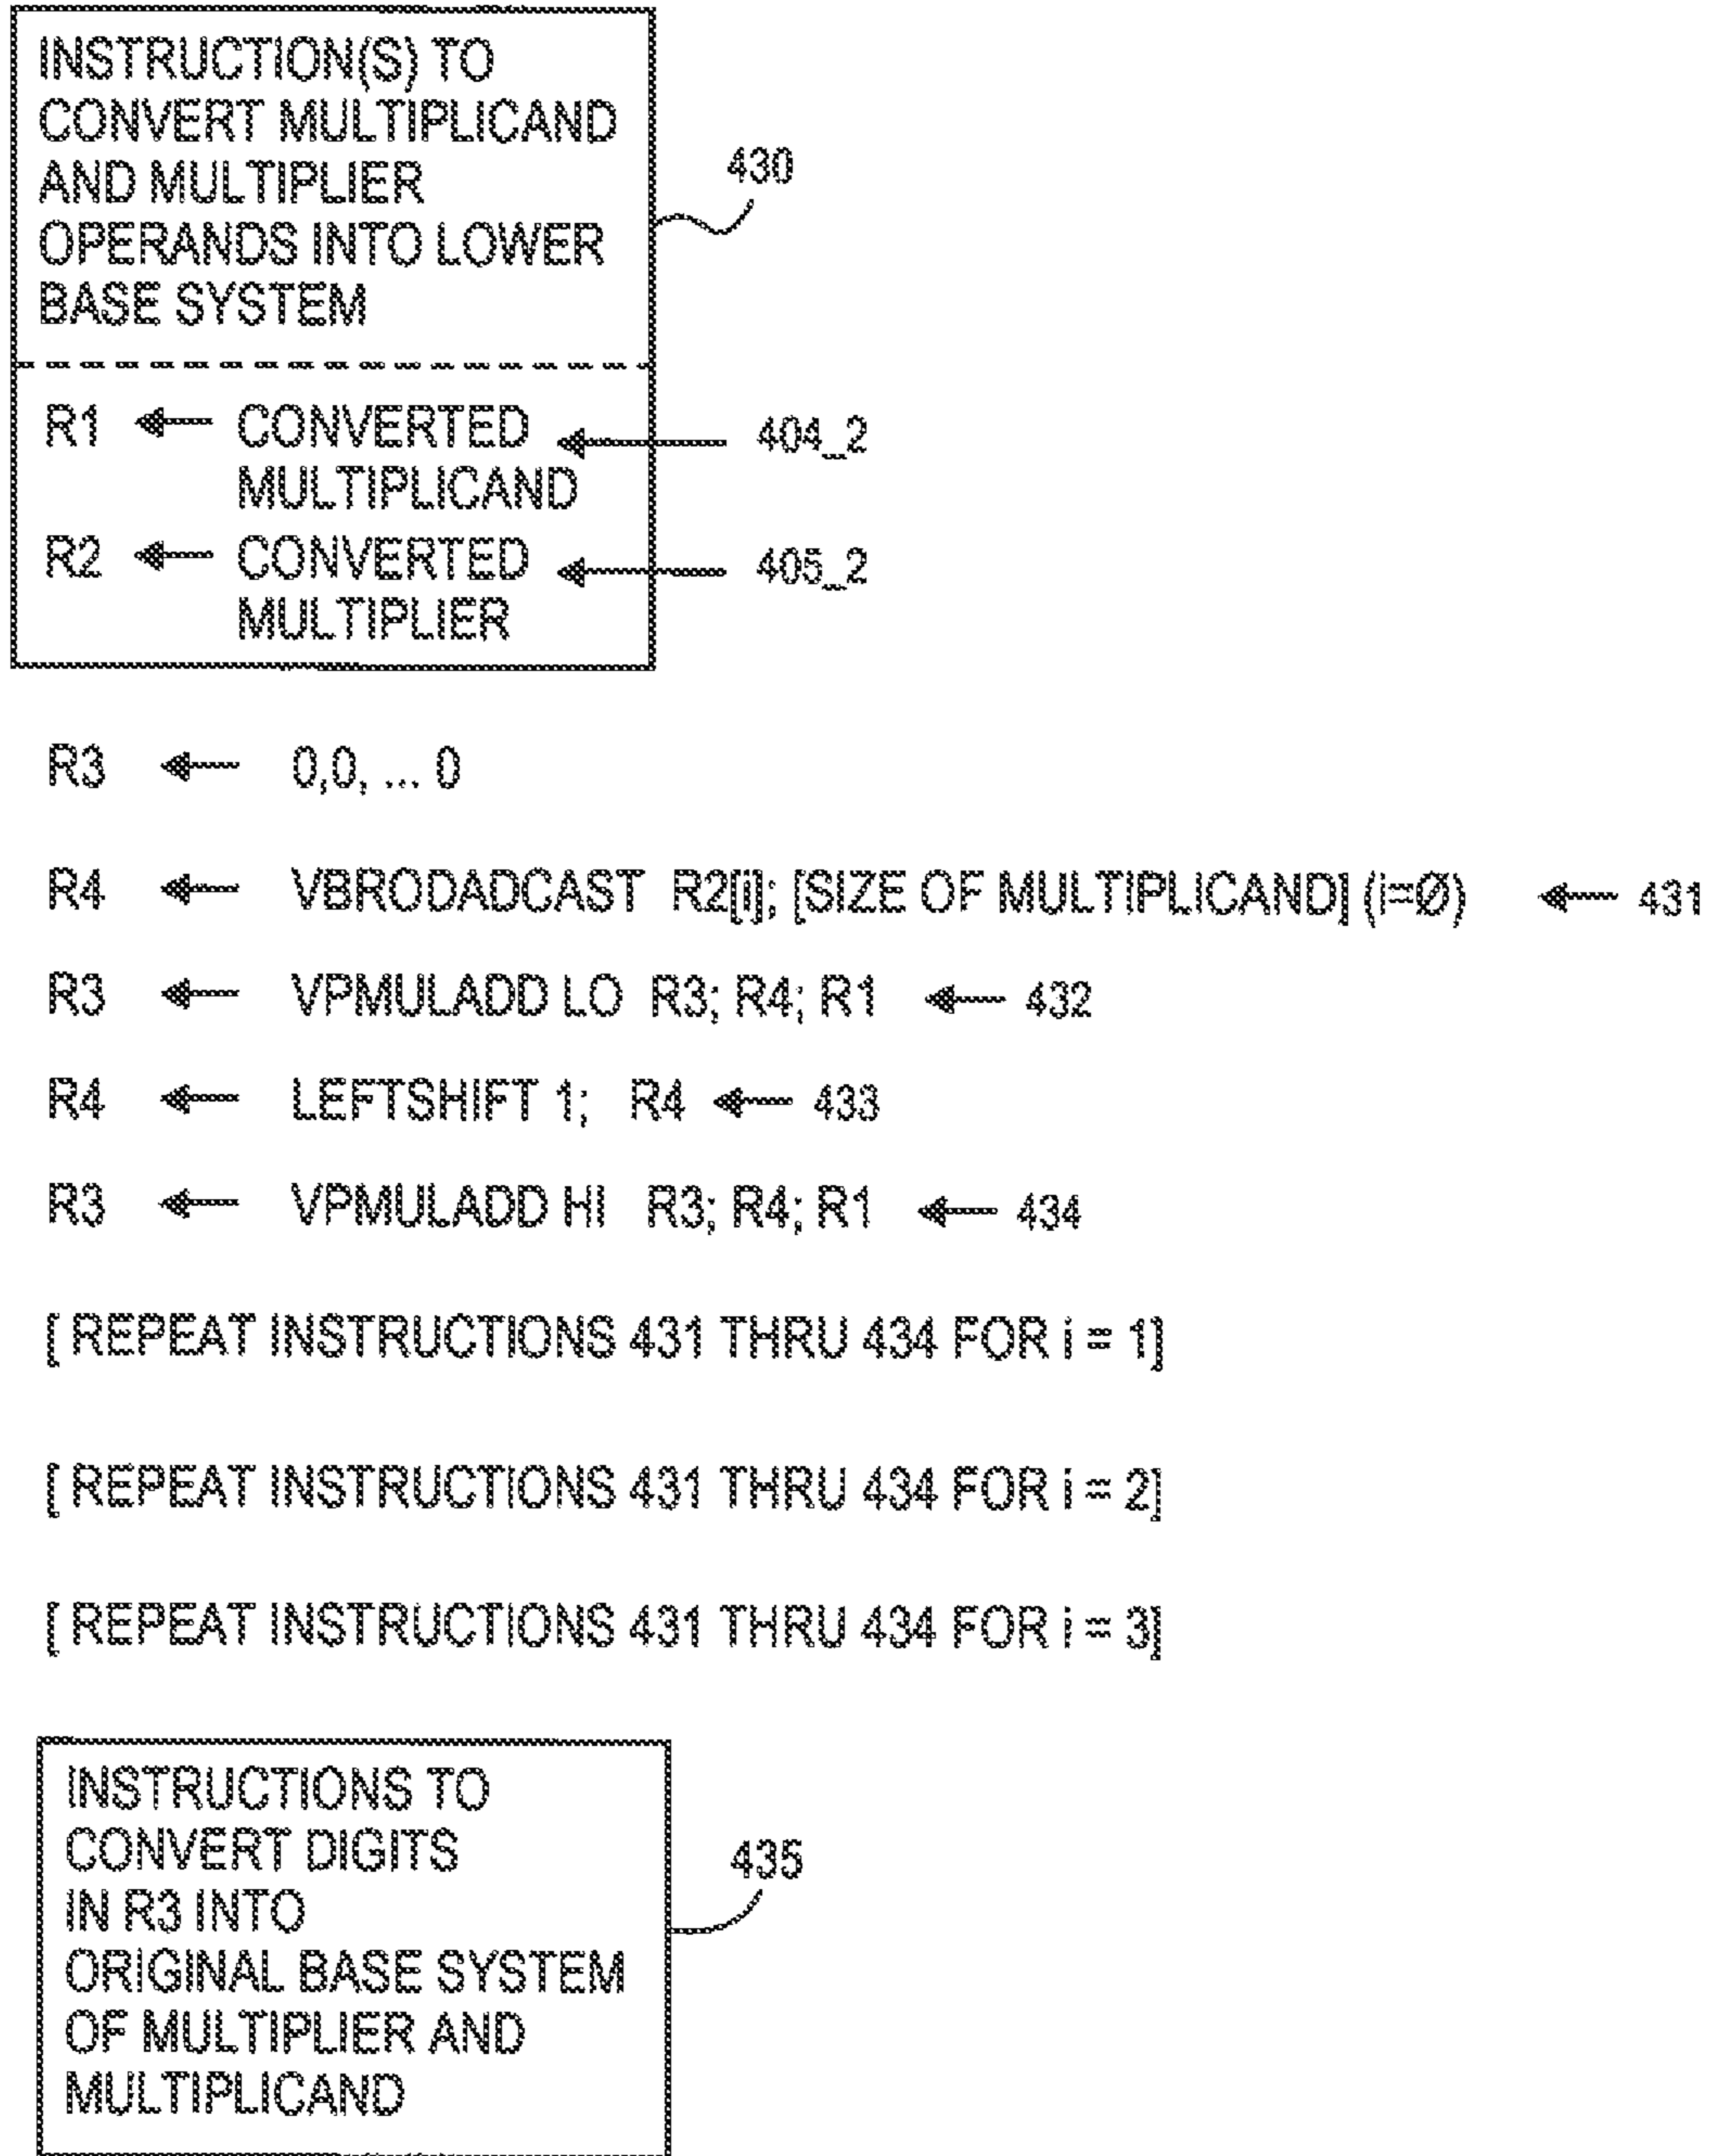 INSTRUCTION(S) TO
CONVERT MULTIPLICAND
AND MULTIPLIER
OPERANDS INTO LOWER
BASE SYSTEM
430
R1 ← CONVERTED ← 404_2
MULTIPLICAND
R2 ← CONVERTED ← 405_2
MULTIPLIER
R3 ← 0,0, ... 0
R4 ← VBRODADCAST R2[i]; [SIZE OF MULTIPLICAND] (i=Ø) ← 431
R3 ← VPMULADD LO R3; R4; R1 ← 432
R4 ← LEFTSHIFT 1; R4 ← 433
R3 ← VPMULADD HI R3; R4; R1 ← 434
[ REPEAT INSTRUCTIONS 431 THRU 434 FOR i = 1]
[ REPEAT INSTRUCTIONS 431 THRU 434 FOR i = 2]
[ REPEAT INSTRUCTIONS 431 THRU 434 FOR i = 3]
INSTRUCTIONS TO
CONVERT DIGITS
IN R3 INTO
ORIGINAL BASE SYSTEM
OF MULTIPLIER AND
MULTIPLICAND
435